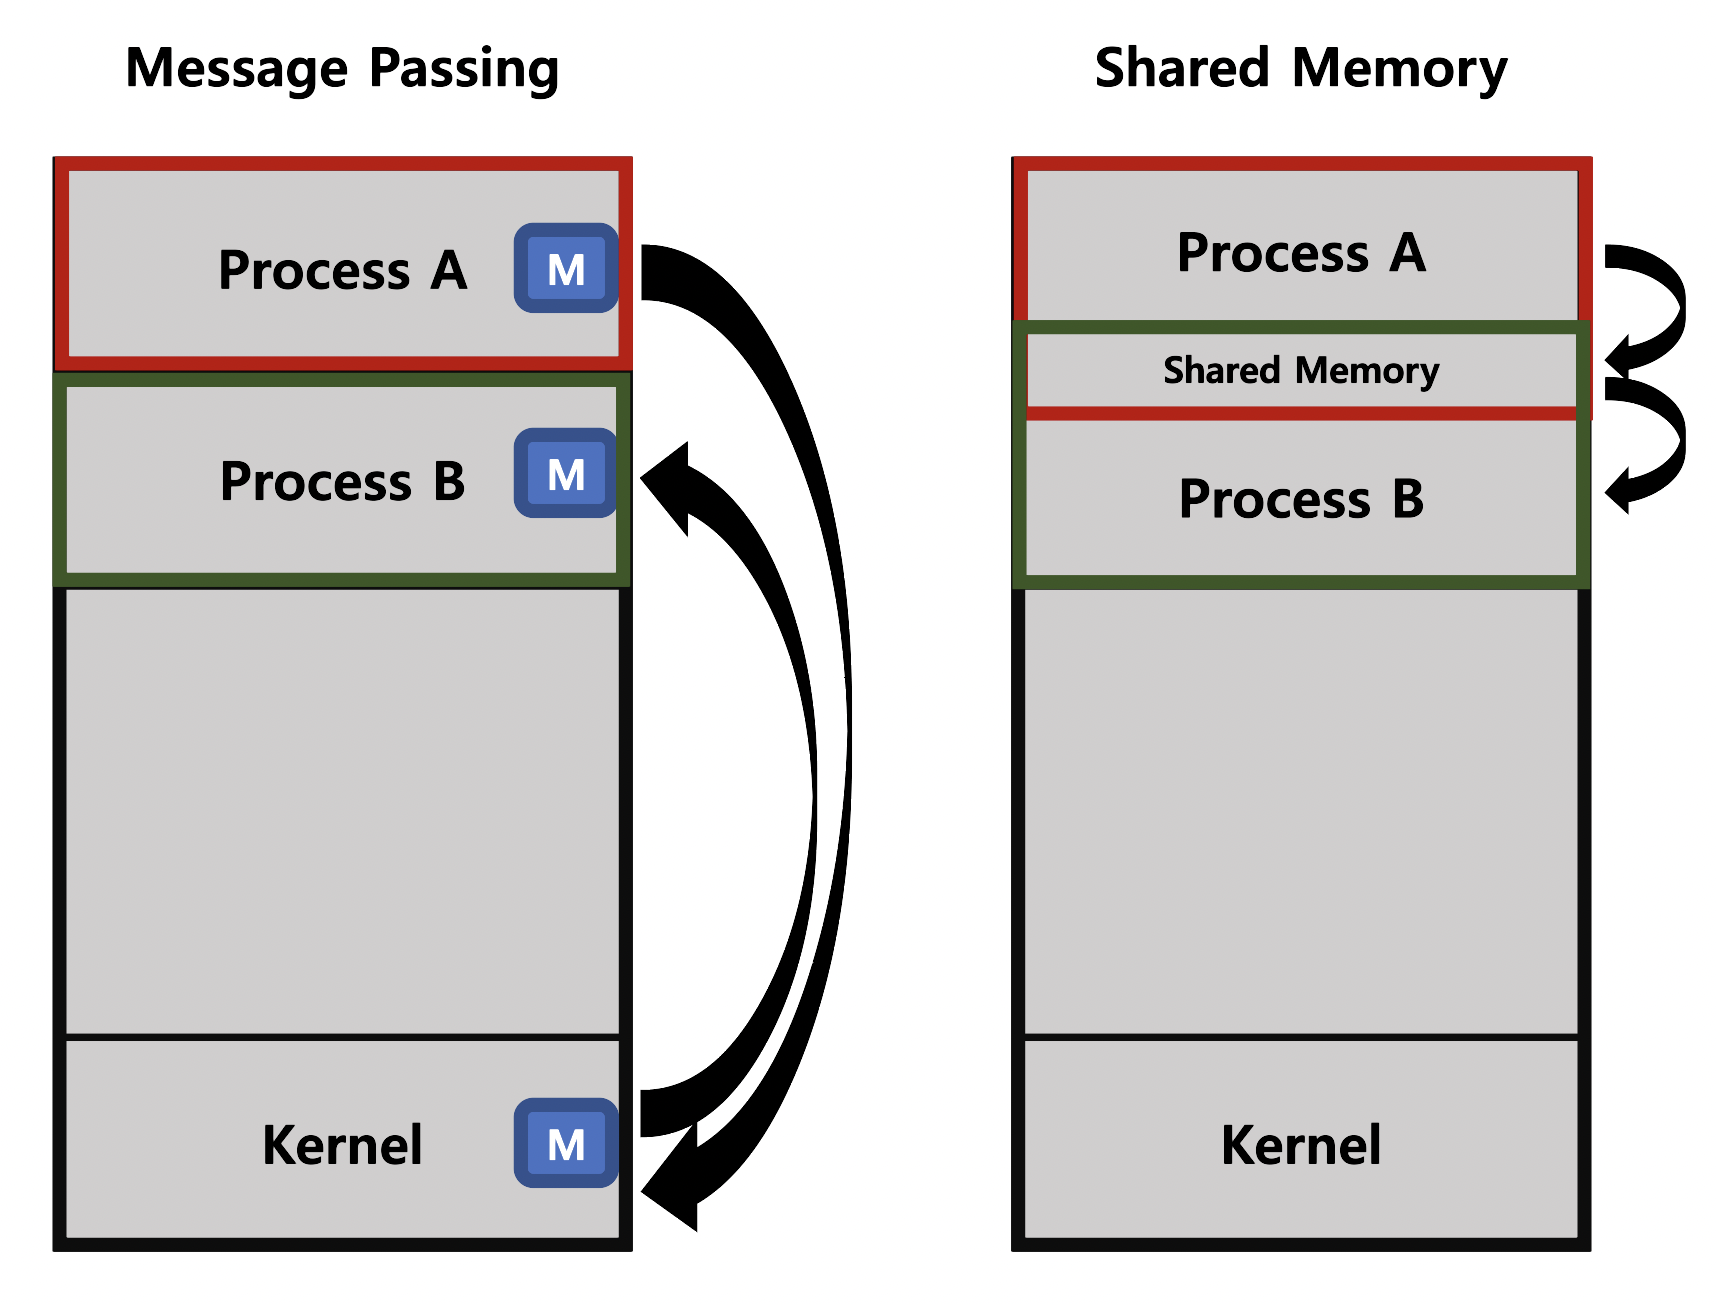 Message Passing
Process A
M
Process B
M
Kernel
M
Shared Memory
Process A
Shared Memory
Process B
Kernel